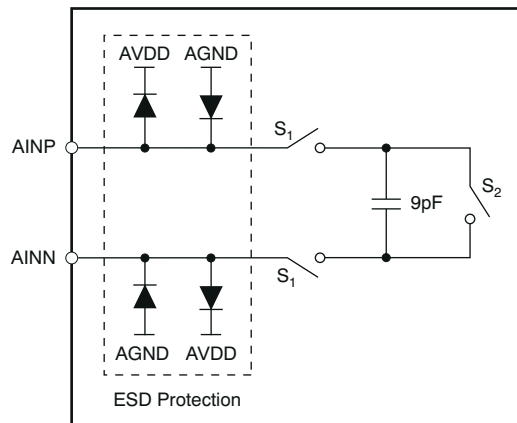 AVDD AGND
AINP
S1
S2
9pF
AINN
S1
AGND AVDD
ESD Protection